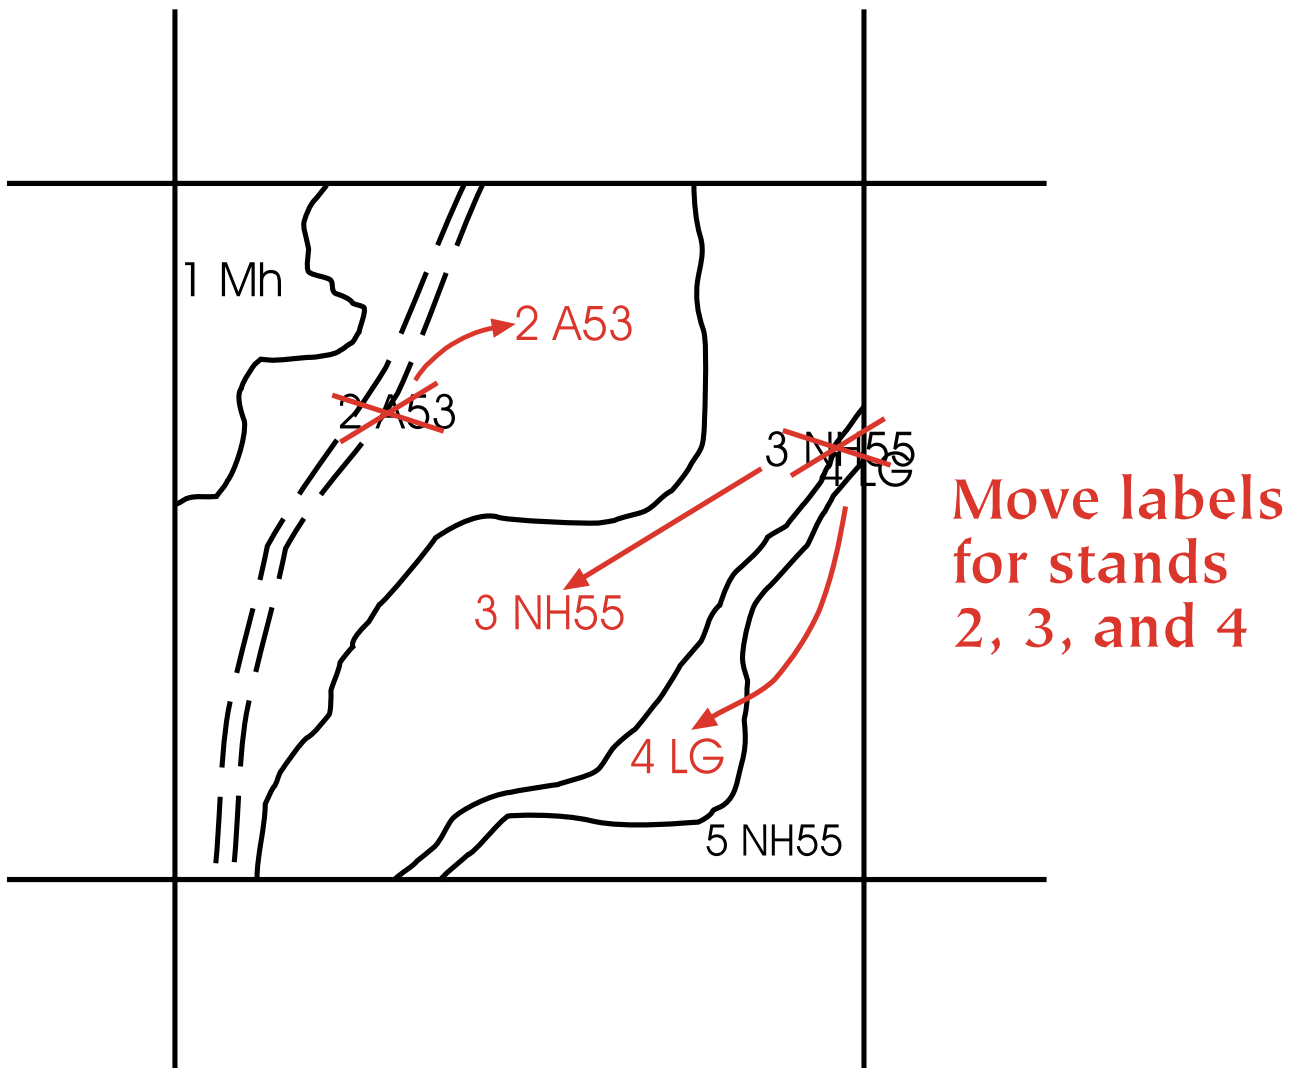 1 Mh
2 A53
2 A53
3 NH55
4 LG
Move labels
for stands
2, 3, and 4
3 NH55
4 LG
5 NH55